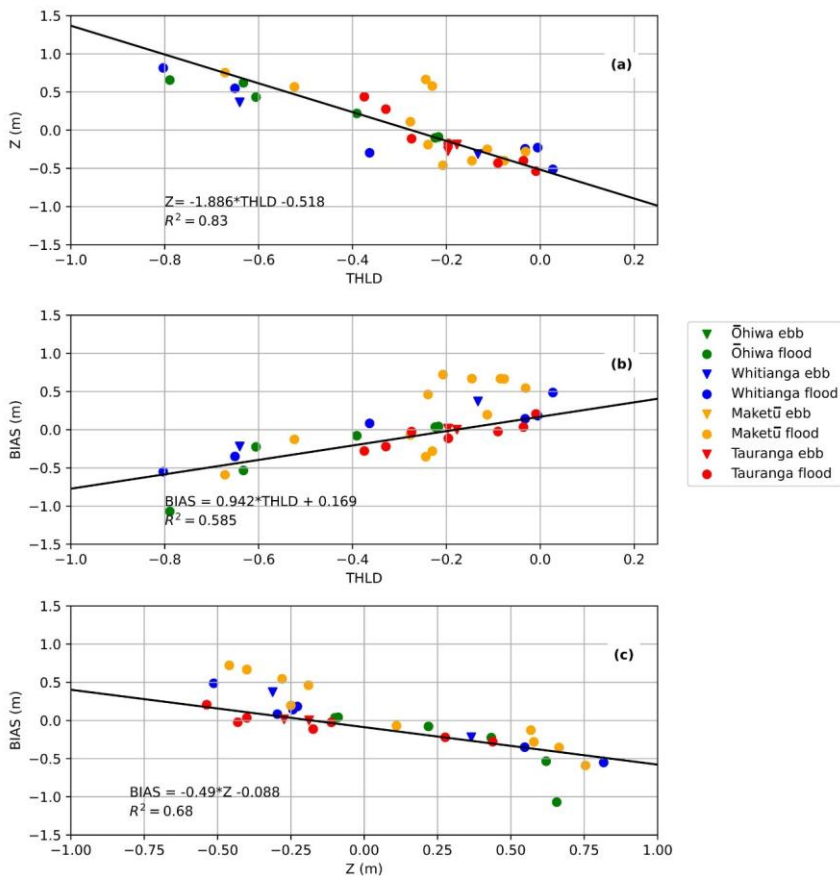 1.5
1.0
0.5
0.0
−0.5
−1.0
−1.5
Z (m)
(a)
Z= -1.886*THLD -0.518
R² = 0.83
−1.0 −0.8 −0.6 −0.4 −0.2 0.0 0.2
THLD
1.5
1.0
0.5
0.0
−0.5
−1.0
−1.5
BIAS (m)
(b)
BIAS = 0.942*THLD + 0.169
R² = 0.585
−1.0 −0.8 −0.6 −0.4 −0.2 0.0 0.2
THLD
Ōhiwa ebb
Ōhiwa flood
Whitianga ebb
Whitianga flood
Maketū ebb
Maketū flood
Tauranga ebb
Tauranga flood
1.5
1.0
0.5
0.0
−0.5
−1.0
−1.5
BIAS (m)
(c)
BIAS = -0.49*Z -0.088
R² = 0.68
−1.00 −0.75 −0.50 −0.25 0.00 0.25 0.50 0.75 1.00
Z (m)